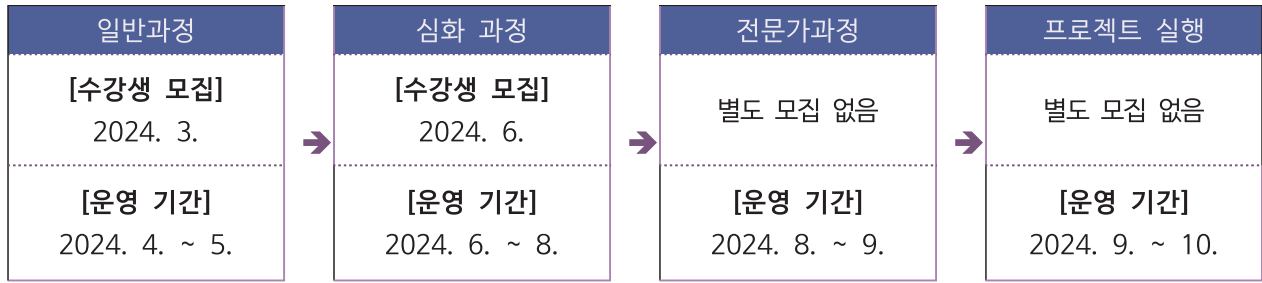 일반과정
[수강생 모집]
2024. 3.
[운영 기간]
2024. 4. ~ 5.
심화 과정
[수강생 모집]
2024. 6.
[운영 기간]
2024. 6. ~ 8.
전문가과정
별도 모집 없음
[운영 기간]
2024. 8. ~ 9.
프로젝트 실행
별도 모집 없음
[운영 기간]
2024. 9. ~ 10.